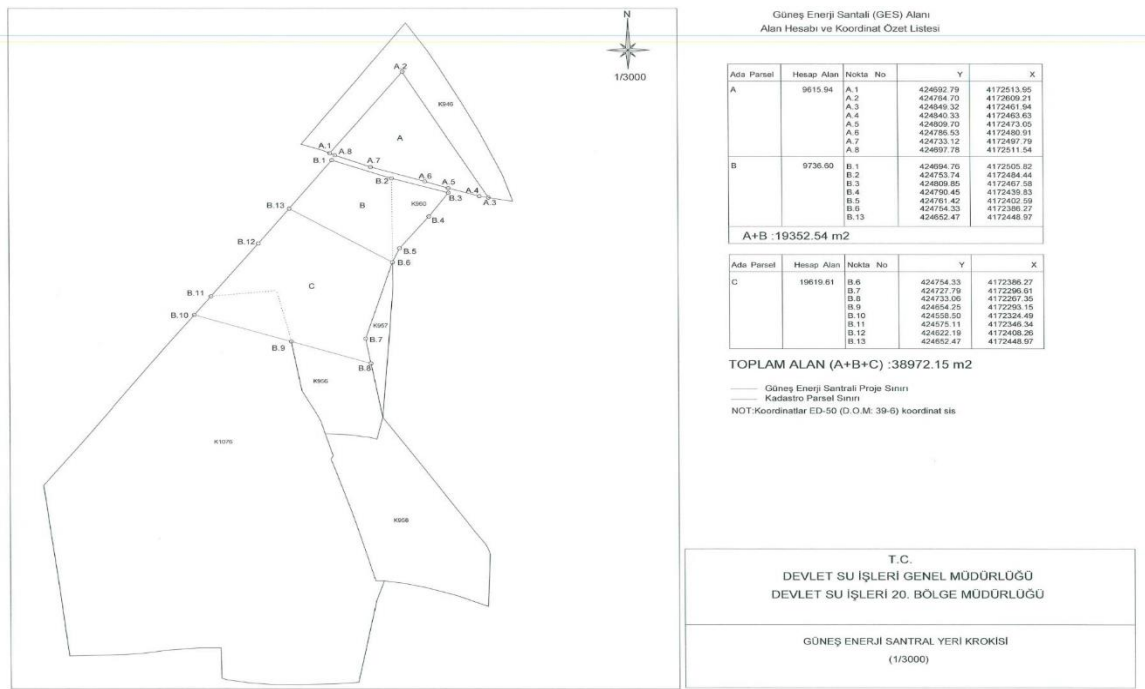 N
1/3000
A.2
K946
A
A.1
A.8
B.1
A.7
A.6
B.2
A.5
A.4
B.3
A.3
B
K960
B.13
B.4
B.12
B.5
B.6
C
B.11
B.10
K957
B.9
B.7
B.8
K956
K1076
K958
Güneş Enerji Santali (GES) Alanı
Alan Hesabı ve Koordinat Özet Listesi
Ada Parsel Hesap Alan Nokta No Y X
A 9615.94 A.1 424692.79 4172513.95
A.2 424764.70 4172609.21
A.3 424849.32 4172461.94
A.4 424840.33 4172463.63
A.5 424809.70 4172473.05
A.6 424786.53 4172480.91
A.7 424733.12 4172497.79
A.8 424697.78 4172511.54
B 9736.60 B.1 424694.76 4172505.82
B.2 424753.74 4172484.44
B.3 424809.85 4172467.58
B.4 424790.45 4172439.83
B.5 424761.42 4172402.59
B.6 424754.33 4172386.27
B.13 424652.47 4172448.97
A+B :19352.54 m2
Ada Parsel Hesap Alan Nokta No Y X
C 19619.61 B.6 424754.33 4172386.27
B.7 424727.79 4172296.61
B.8 424733.06 4172267.35
B.9 424654.25 4172293.15
B.10 424558.50 4172324.49
B.11 424575.11 4172346.34
B.12 424622.19 4172408.26
B.13 424652.47 4172448.97
TOPLAM ALAN (A+B+C) :38972.15 m2
Güneş Enerji Santrali Proje Sınırı
Kadastro Parsel Sınırı
NOT:Koordinatlar ED-50 (D.O.M: 39-6) koordinat sis
T.C.
DEVLET SU İŞLERİ GENEL MÜDÜRLÜĞÜ
DEVLET SU İŞLERİ 20. BÖLGE MÜDÜRLÜĞÜ
GÜNEŞ ENERJİ SANTRAL YERİ KROKİSİ
(1/3000)